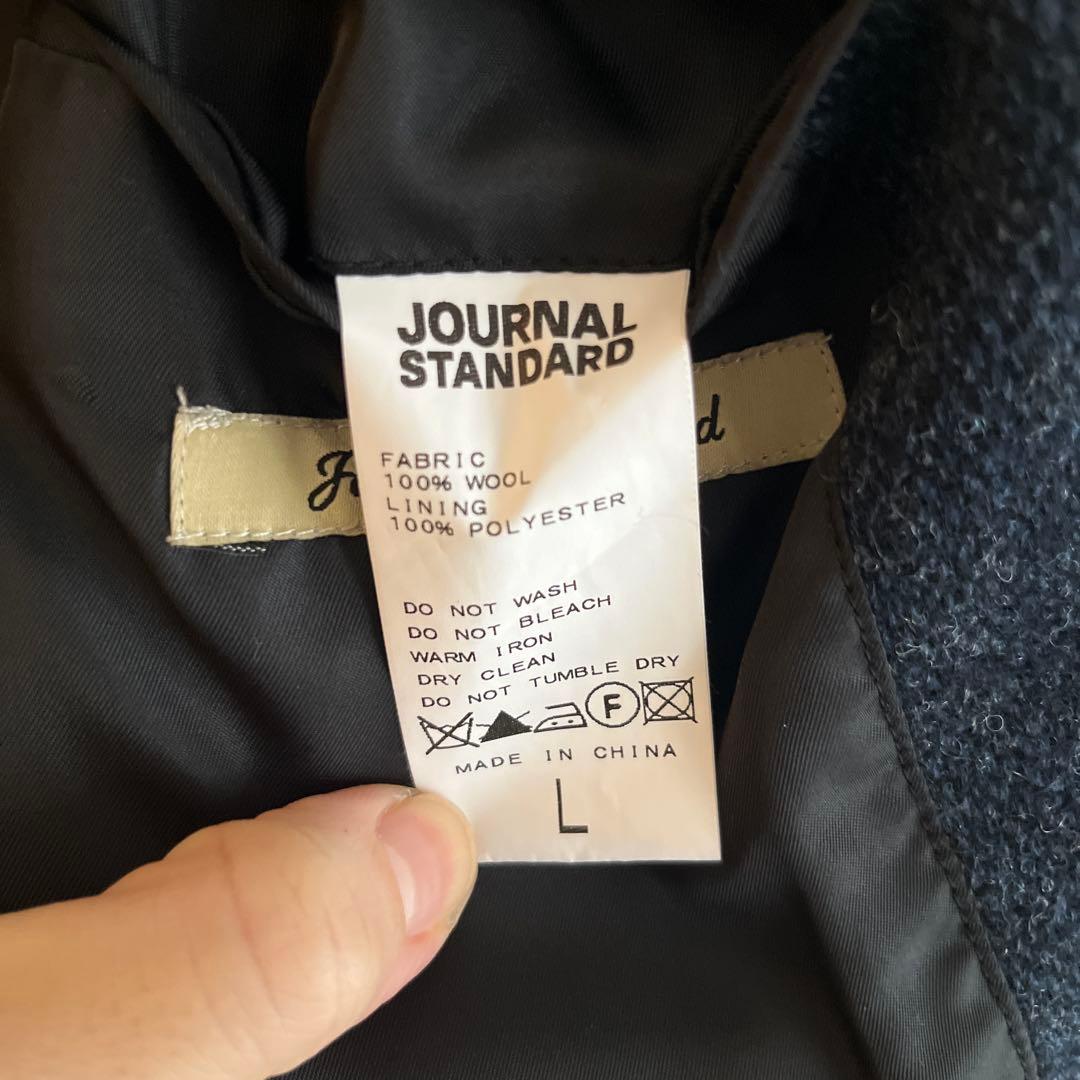 JOURNAL
STANDARD
FABRIC
100% WOOL
LINING
100% POLYESTER
DO NOT WASH
DO NOT BLEACH
WARM IRON
DRY CLEAN
DO NOT TUMBLE DRY
F
MADE IN CHINA
L